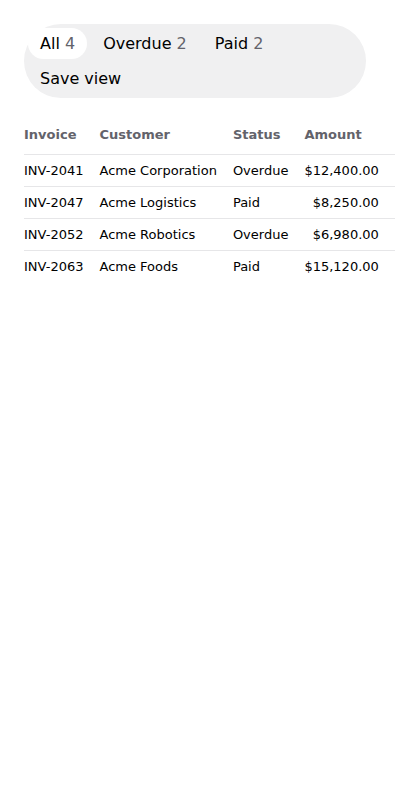 All 4 Overdue 2 Paid 2
Save view
Invoice Customer Status Amount
INV-2041 Acme Corporation Overdue $12,400.00
INV-2047 Acme Logistics Paid $8,250.00
INV-2052 Acme Robotics Overdue $6,980.00
INV-2063 Acme Foods Paid $15,120.00